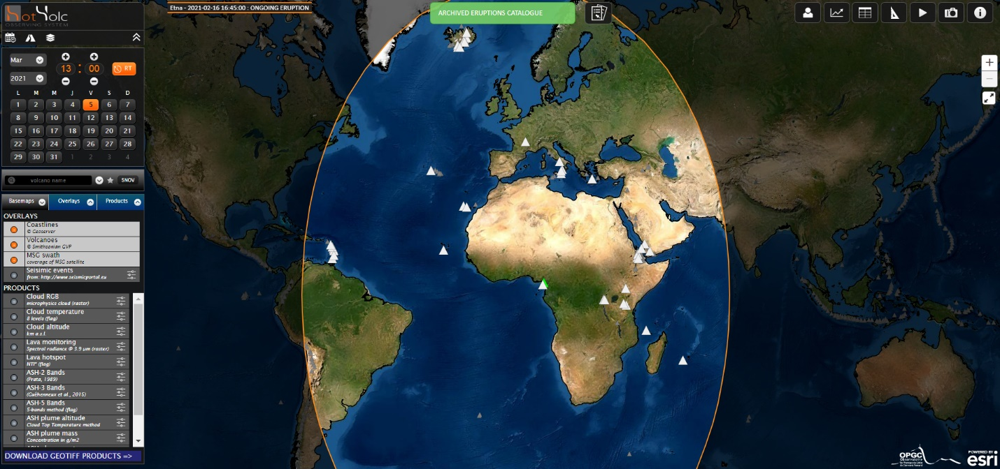 HotVolc
OBSERVING SYSTEM
Etna - 2021-02-16 16:45:00 : ONGOING ERUPTION
ARCHIVED ERUPTIONS CATALOGUE
Mar
13 : 00
RT
2021
L M M J V S D
1 2 3 4 5 6 7
8 9 10 11 12 13 14
15 16 17 18 19 20 21
22 23 24 25 26 27 28
29 30 31 1 2 3 4
volcano name
SNOV
Basemaps
Overlays
Products
OVERLAYS
Coastlines
© Geoserver
Volcanoes
© Smithsonian GVP
MSG swath
coverage of MSG satellite
Seisimic events
from: http://www.seismicportal.eu
PRODUCTS
Cloud RGB
microphysics cloud (raster)
Cloud temperature
8 levels (flag)
Cloud altitude
km a.s.l.
Lava monitoring
Spectral radiance @ 3.9 µm (raster)
Lava hotspot
NTI* (flag)
ASH-2 Bands
(Prata, 1989)
ASH-3 Bands
(Guéhenneux et al., 2015)
ASH-5 Bands
5-bands method (flag)
ASH plume altitude
Cloud Top Temperature method
ASH plume mass
Concentration in g/m2
DOWNLOAD GEOTIFF PRODUCTS =>
+
−
OPGC
POWERED BY
esri